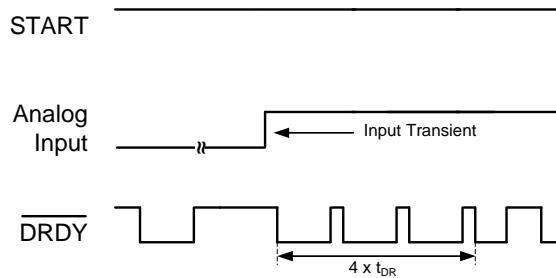 START
Analog
Input
Input Transient
DRDY
4 x tDR